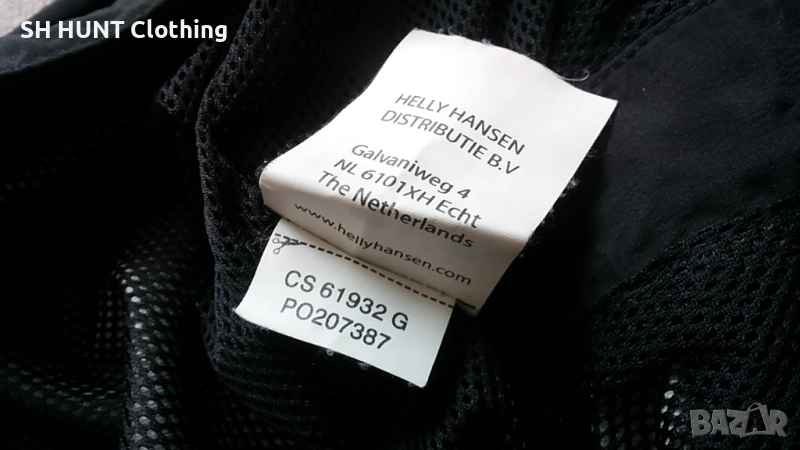 SH HUNT Clothing
HELLY HANSEN
DISTRIBUTIE B.V
Galvaniweg 4
NL 6101XH Echt
The Netherlands
www.hellyhansen.com
CS 61932 G
PO207387
BAZAR